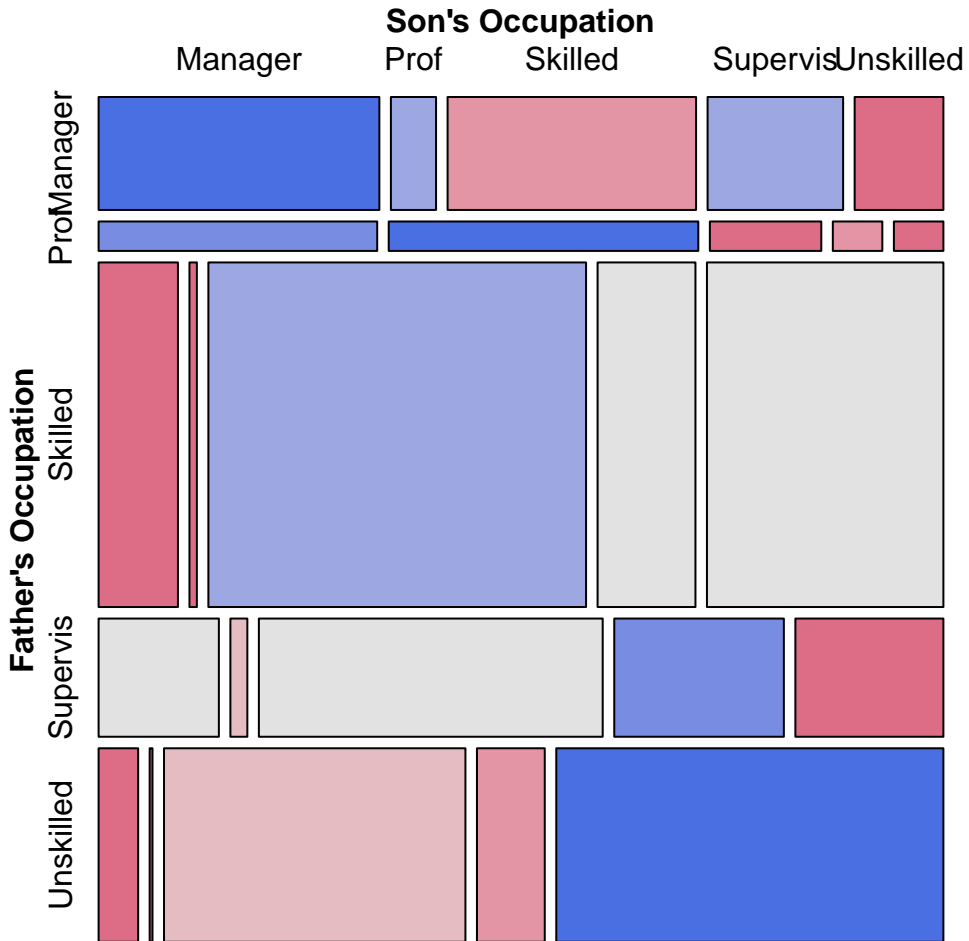 Son's Occupation
Manager Prof Skilled Supervis Unskilled
Father's Occupation
Manager
Prof
Skilled
Supervis
Unskilled